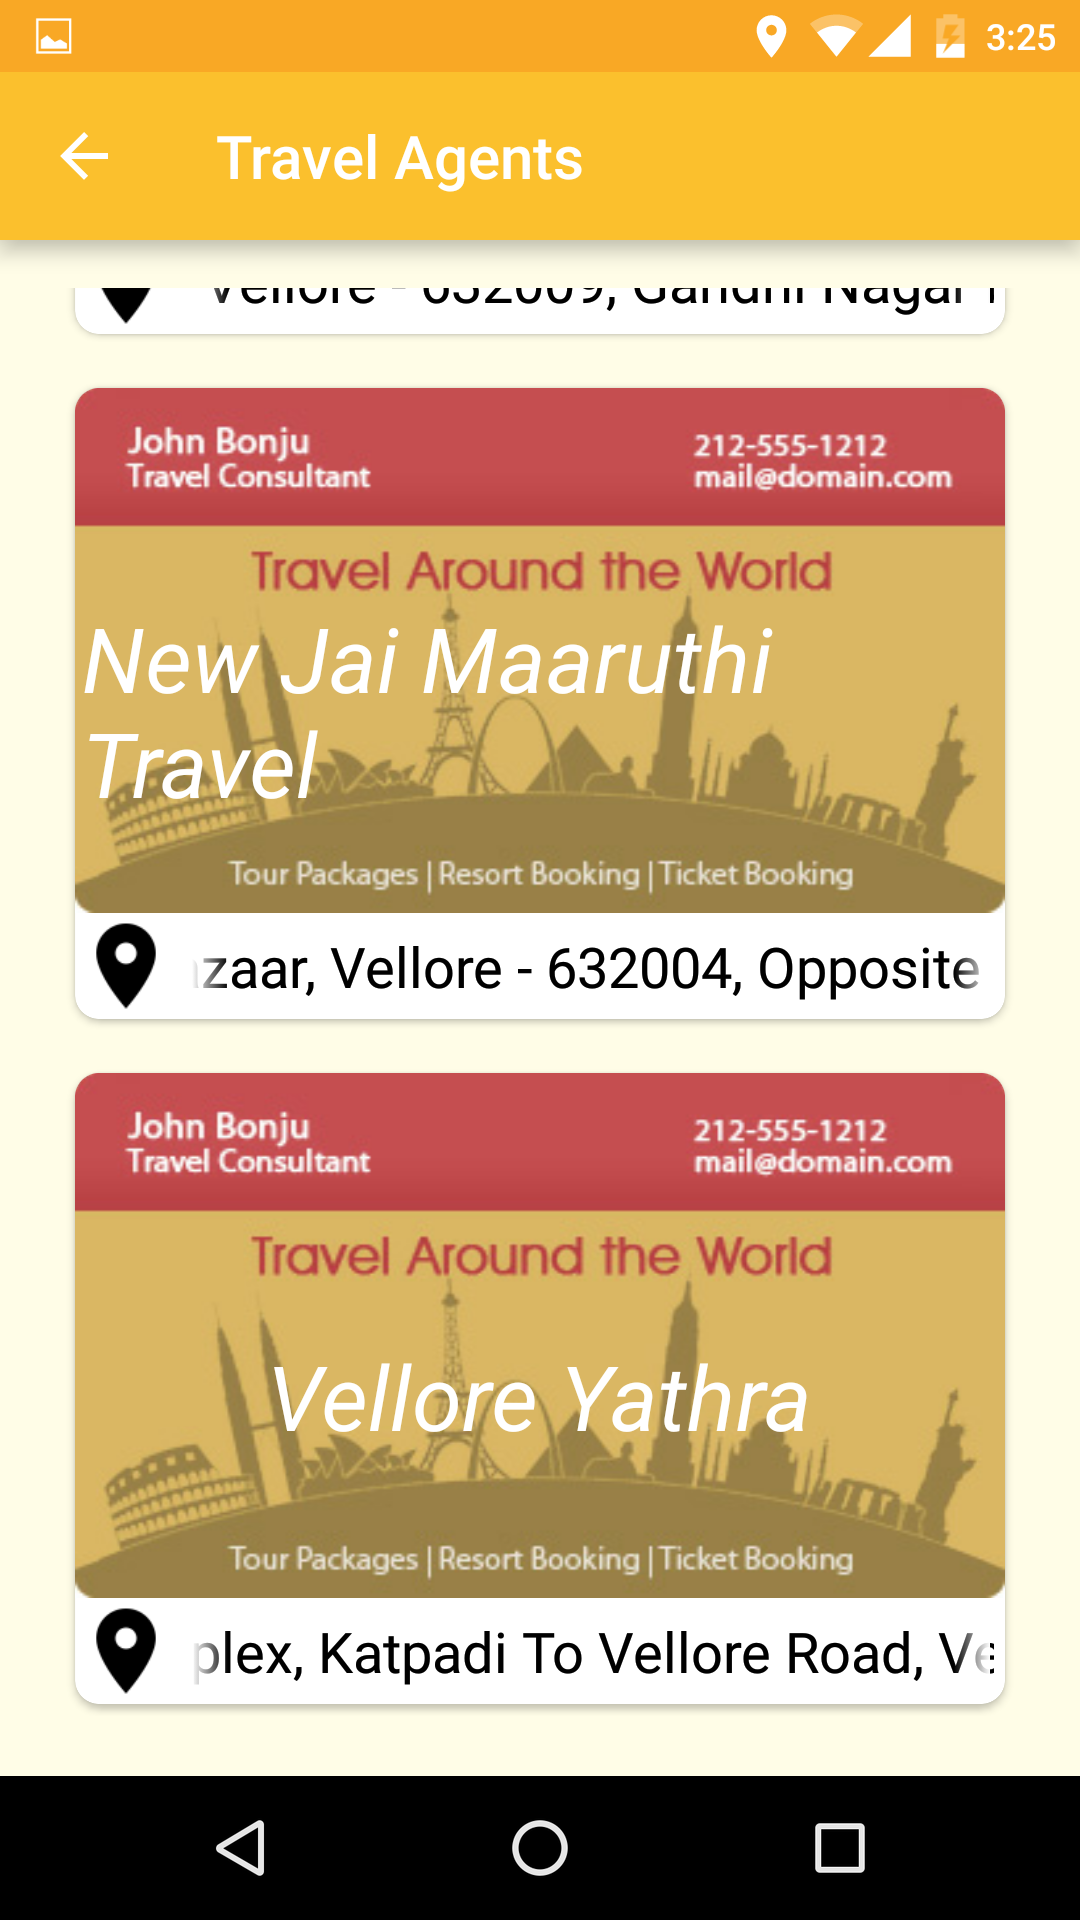 3:25
Travel Agents
Vellore - 632009, Gandhi Nagar
John Bonju
Travel Consultant
212-555-1212
mail@domain.com
Travel Around the World
New Jai Maaruthi
Travel
Tour Packages | Resort Booking | Ticket Booking
zaar, Vellore - 632004, Opposite
John Bonju
Travel Consultant
212-555-1212
mail@domain.com
Travel Around the World
Vellore Yathra
Tour Packages | Resort Booking | Ticket Booking
plex, Katpadi To Vellore Road, Ve